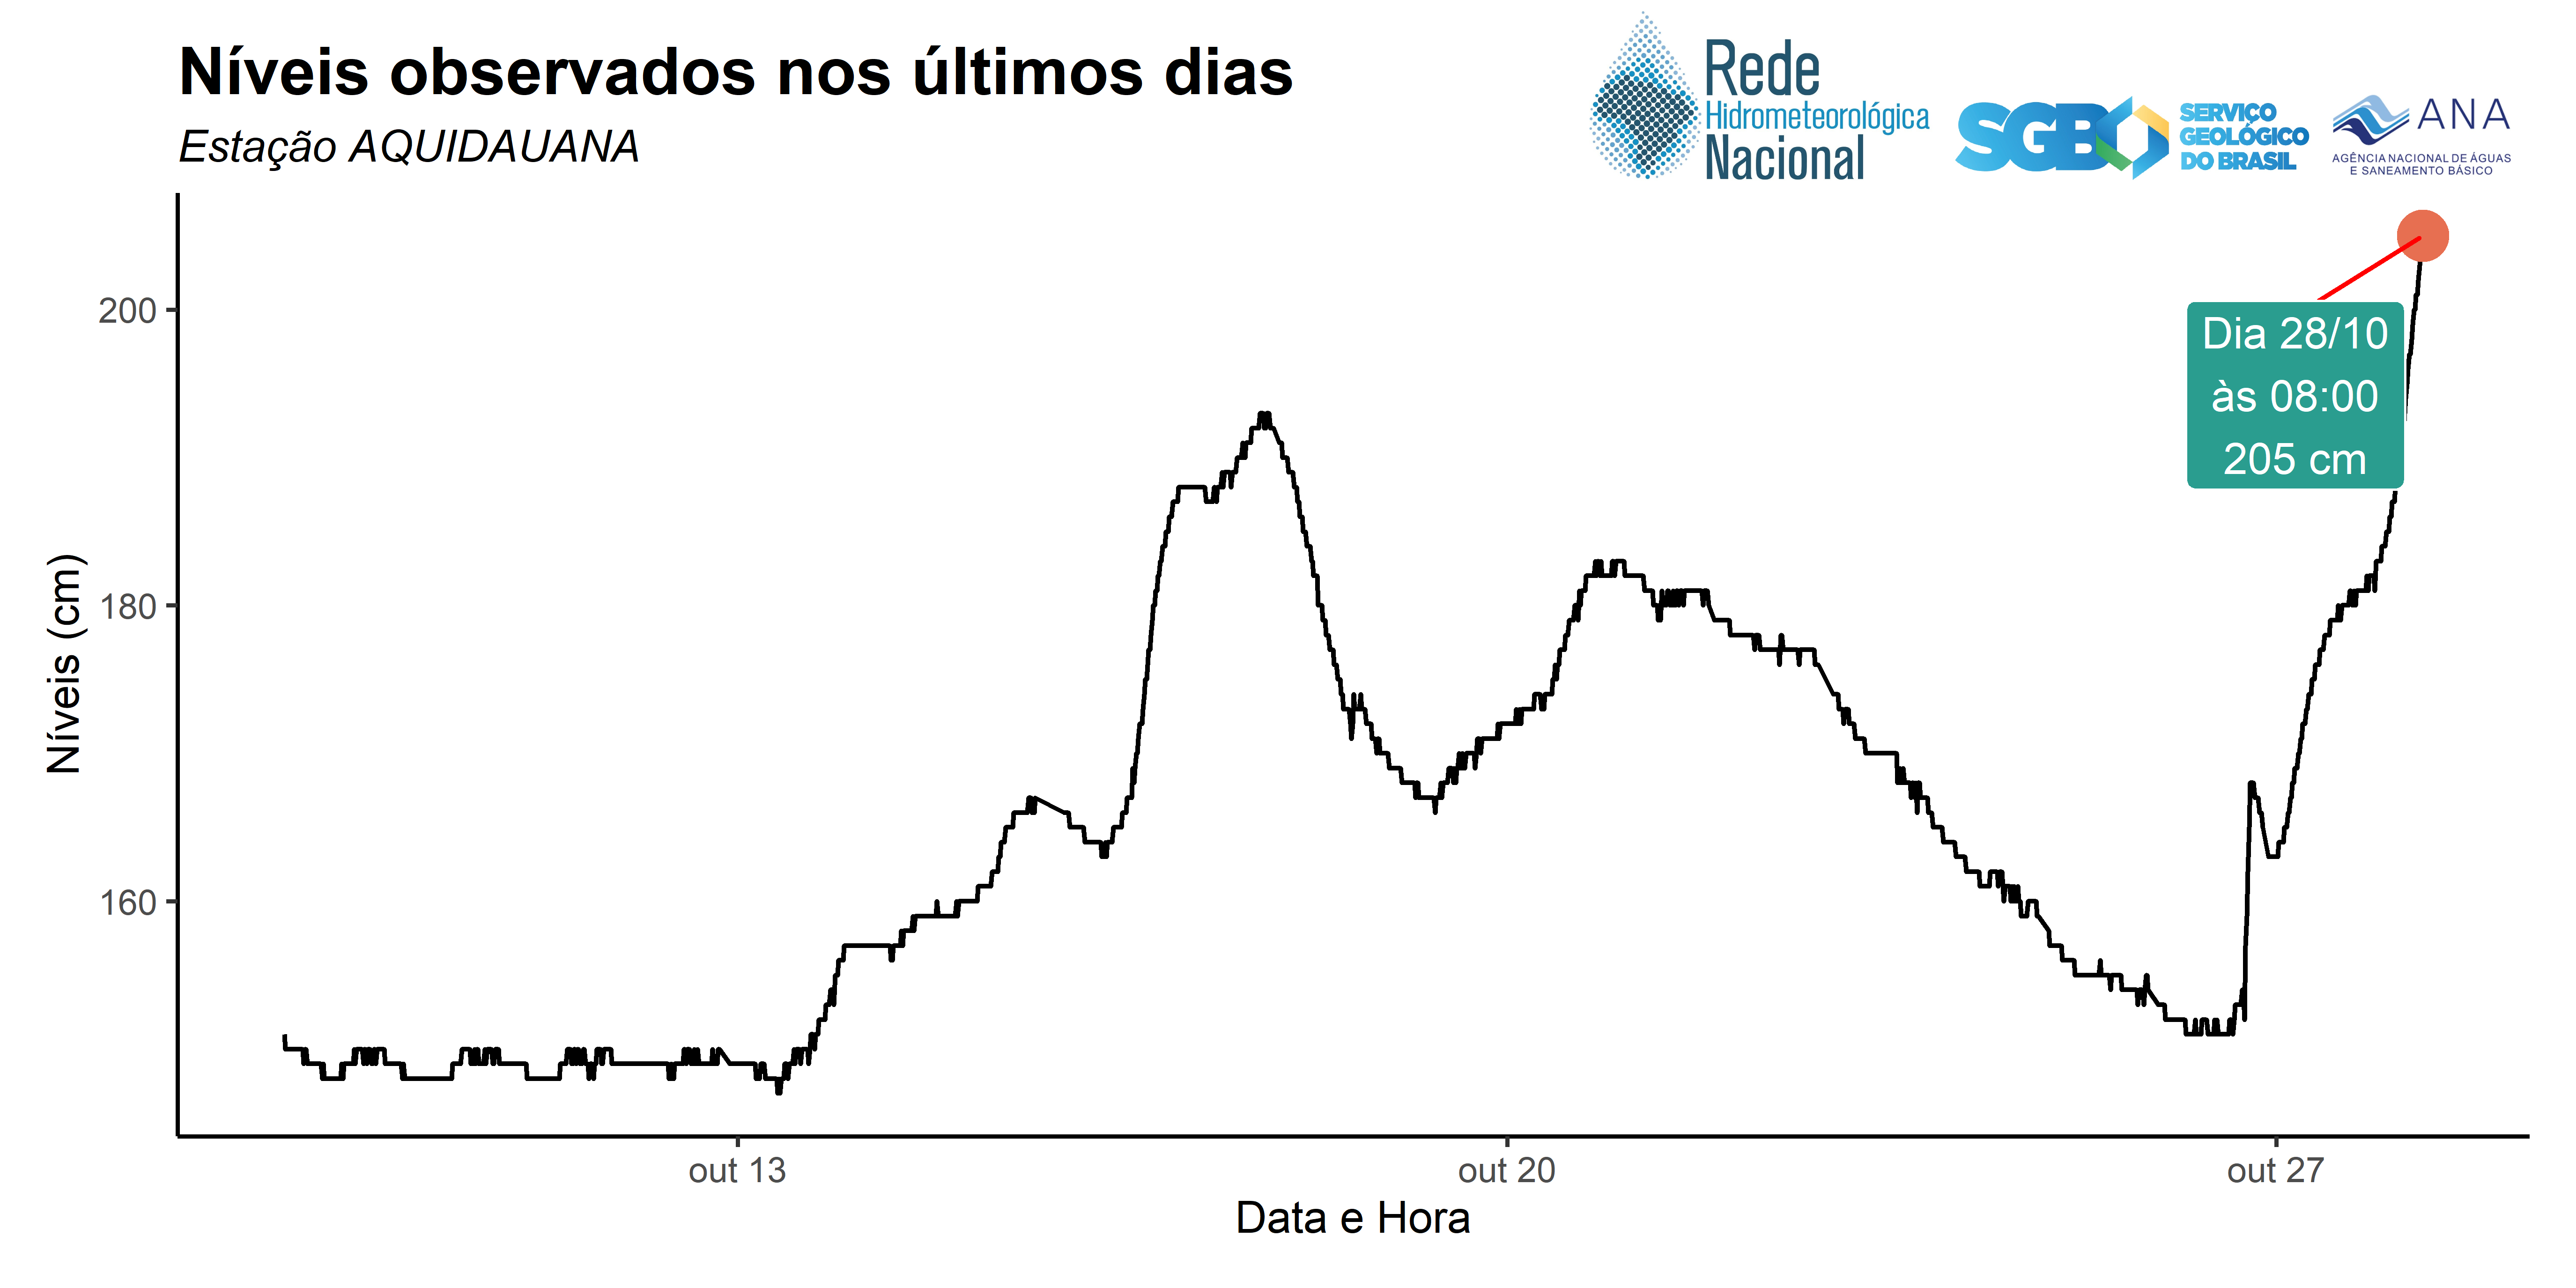 Níveis observados nos últimos dias
Estação AQUIDAUANA
Rede
Hidrometeorológica
Nacional
SGB
SERVIÇO
GEOLÓGICO
DO BRASIL
ANA
AGÊNCIA NACIONAL DE ÁGUAS
E SANEAMENTO BÁSICO
Dia 28/10
às 08:00
205 cm
Níveis (cm)
200
180
160
out 13
out 20
out 27
Data e Hora